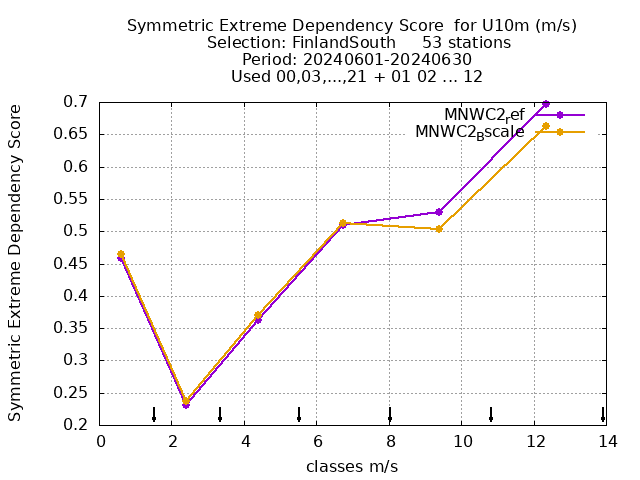 Symmetric Extreme Dependency Score  for U10m (m/s)
Selection: FinlandSouth     53 stations
Period: 20240601-20240630
Used 00,03,...,21 + 01 02 ... 12
Symmetric Extreme Dependency Score
0.7
0.65
0.6
0.55
0.5
0.45
0.4
0.35
0.3
0.25
0.2
MNWC2_ref
MNWC2_Bscale
0 2 4 6 8 10 12 14
classes m/s